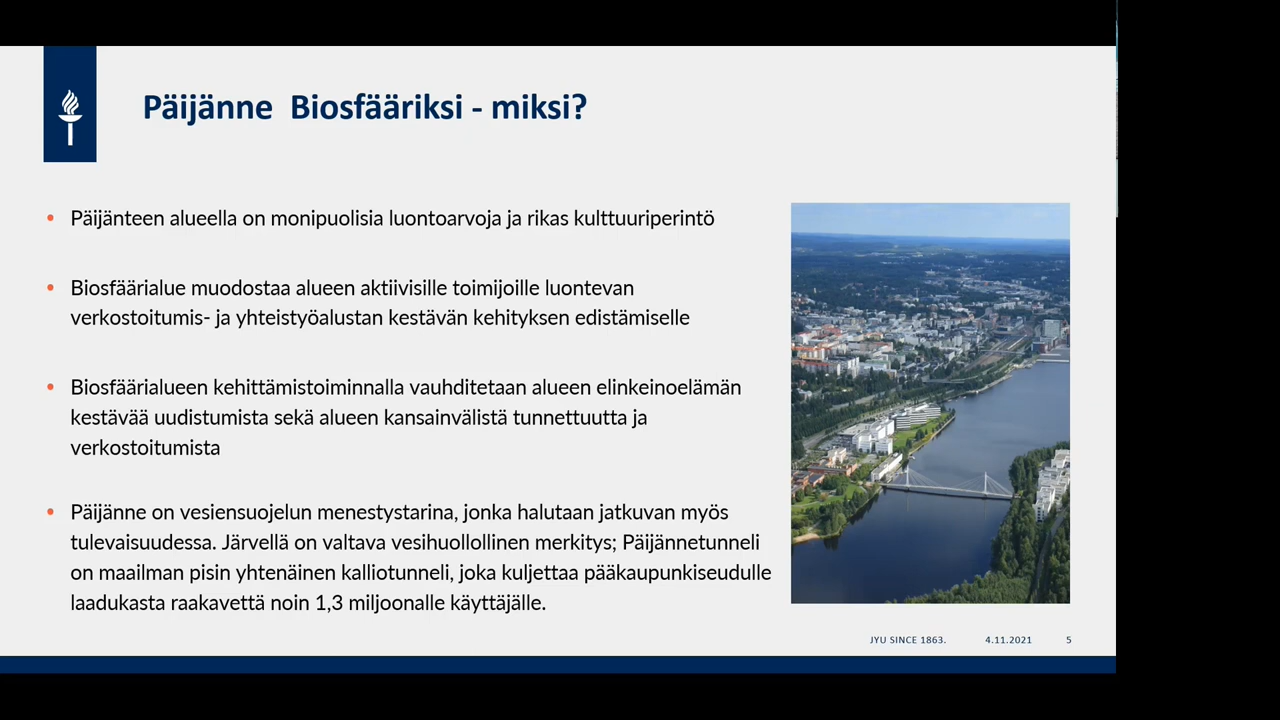 Päijänne  Biosfääriksi - miksi?
• Päijänteen alueella on monipuolisia luontoarvoja ja rikas kulttuuriperintö
• Biosfäärialue muodostaa alueen aktiivisille toimijoille luontevan
verkostoitumis- ja yhteistyöalustan kestävän kehityksen edistämiselle
• Biosfäärialueen kehittämistoiminnalla vauhditetaan alueen elinkeinoelämän
kestävää uudistumista sekä alueen kansainvälistä tunnettuutta ja
verkostoitumista
• Päijänne on vesiensuojelun menestystarina, jonka halutaan jatkuvan myös
tulevaisuudessa. Järvellä on valtava vesihuollollinen merkitys; Päijännetunneli
on maailman pisin yhtenäinen kalliotunneli, joka kuljettaa pääkaupunkiseudulle
laadukasta raakavettä noin 1,3 miljoonalle käyttäjälle.
JYU SINCE 1863. 4.11.2021 5